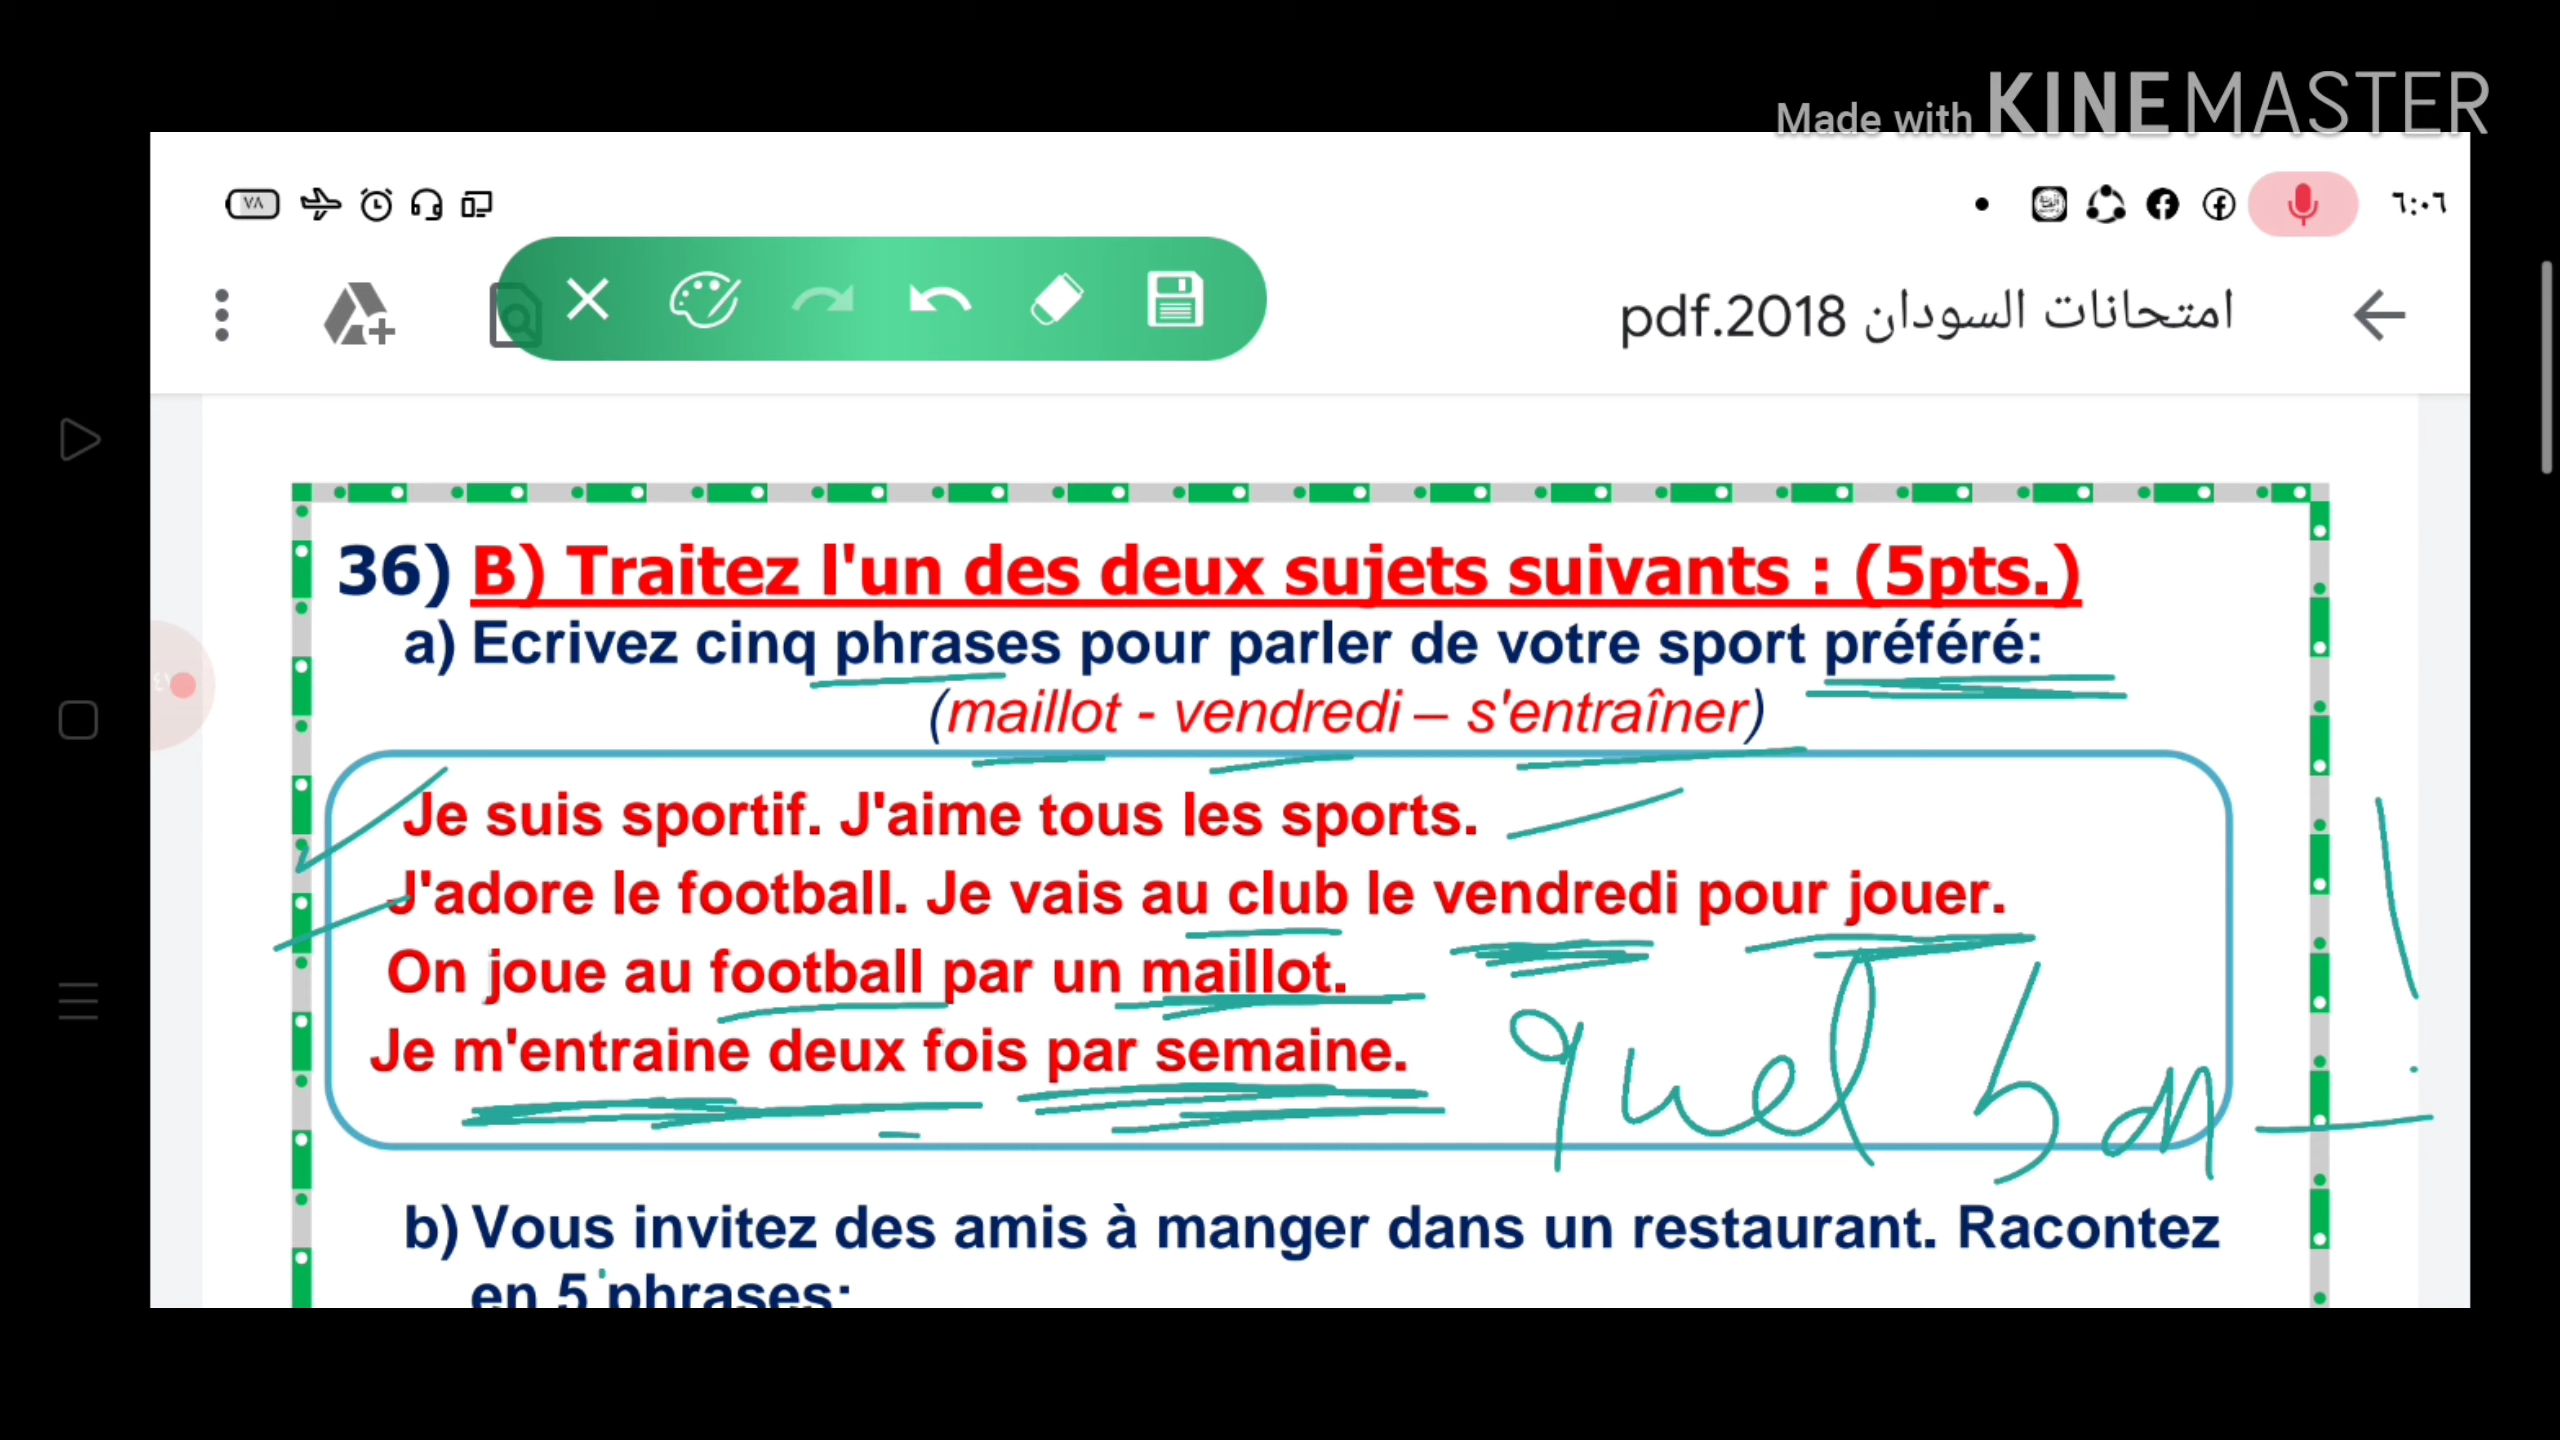 Made with KINEMASTER
٧٨
٦:٠٦
امتحانات السودان 2018.pdf
36) B) Traitez l'un des deux sujets suivants : (5pts.)
a) Ecrivez cinq phrases pour parler de votre sport préféré:
(maillot - vendredi – s'entraîner)
Je suis sportif. J'aime tous les sports.
J'adore le football. Je vais au club le vendredi pour jouer.
On joue au football par un maillot.
Je m'entraine deux fois par semaine.
quel
b) Vous invitez des amis à manger dans un restaurant. Racontez
en 5 phrases: